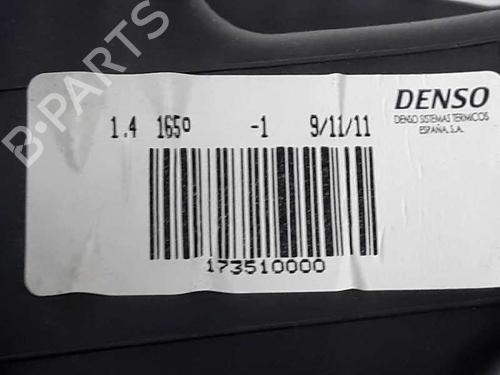 DENSO
DENSO SISTEMAS TERMICOS
ESPAÑA, S.A.
1.4 165º -1 9/11/11
173510000
B-PARTS